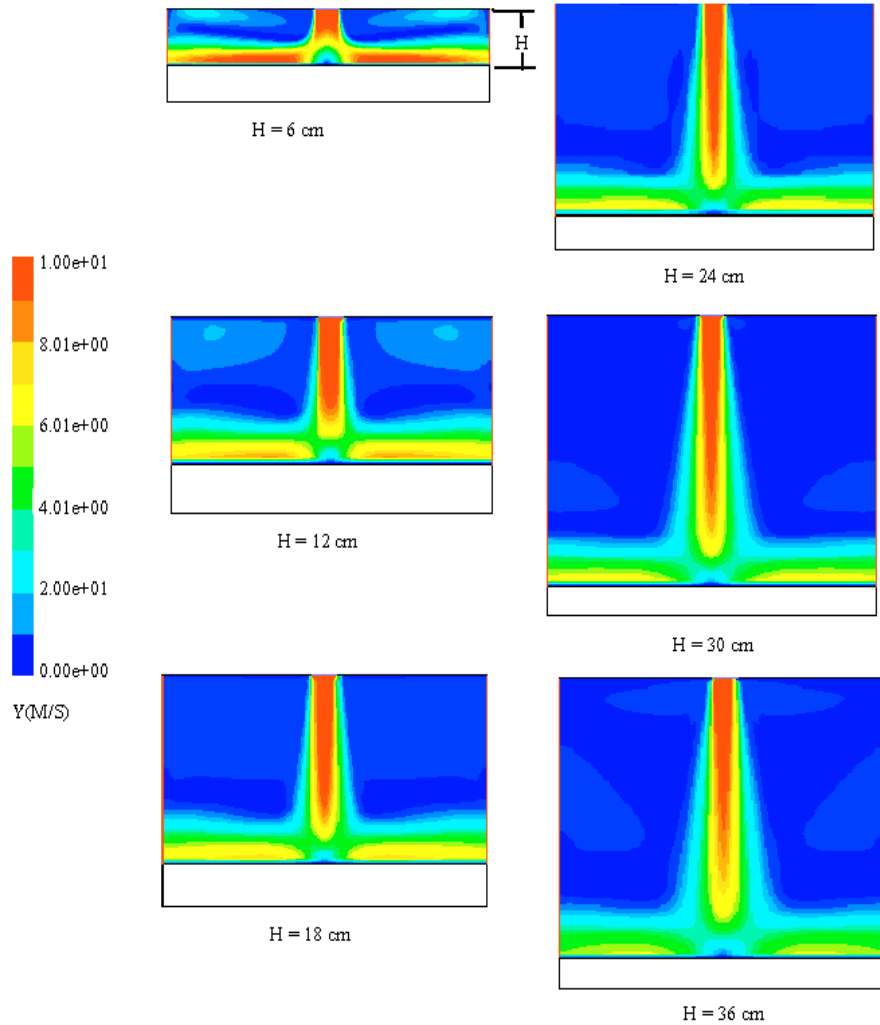 H
H = 6 cm
H = 24 cm
1.00e+01
8.01e+00
6.01e+00
4.01e+00
2.00e+01
0.00e+00
Y(M/S)
H = 12 cm
H = 30 cm
H = 18 cm
H = 36 cm